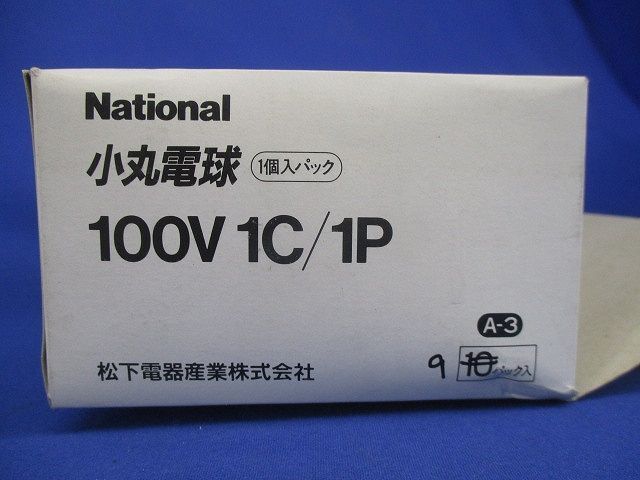 National
小丸電球 1個入パック
100V 1C/1P
A-3
9 10パック入
松下電器産業株式会社